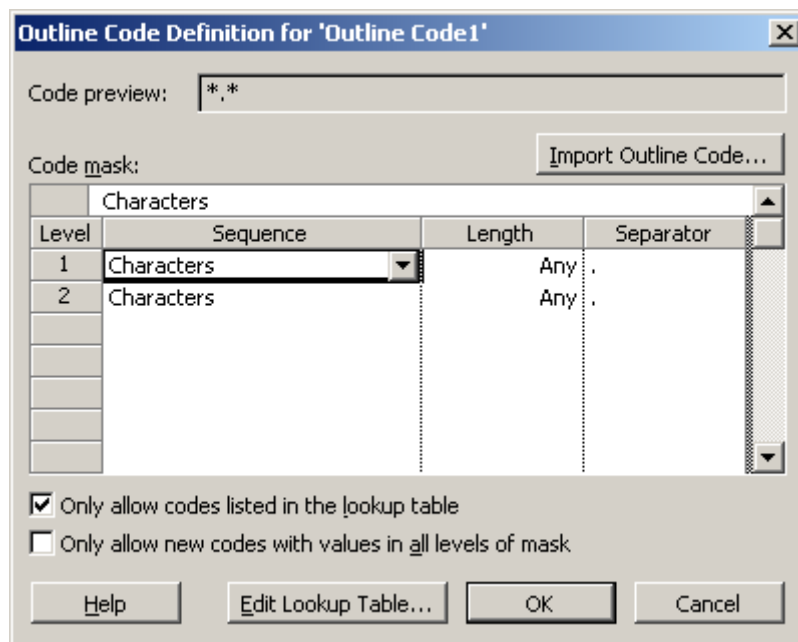 Outline Code Definition for 'Outline Code1'
Code preview: *.*
Code mask:
Import Outline Code...
Characters
Level Sequence Length Separator
1 Characters Any .
2 Characters Any .
Only allow codes listed in the lookup table
Only allow new codes with values in all levels of mask
Help Edit Lookup Table... OK Cancel